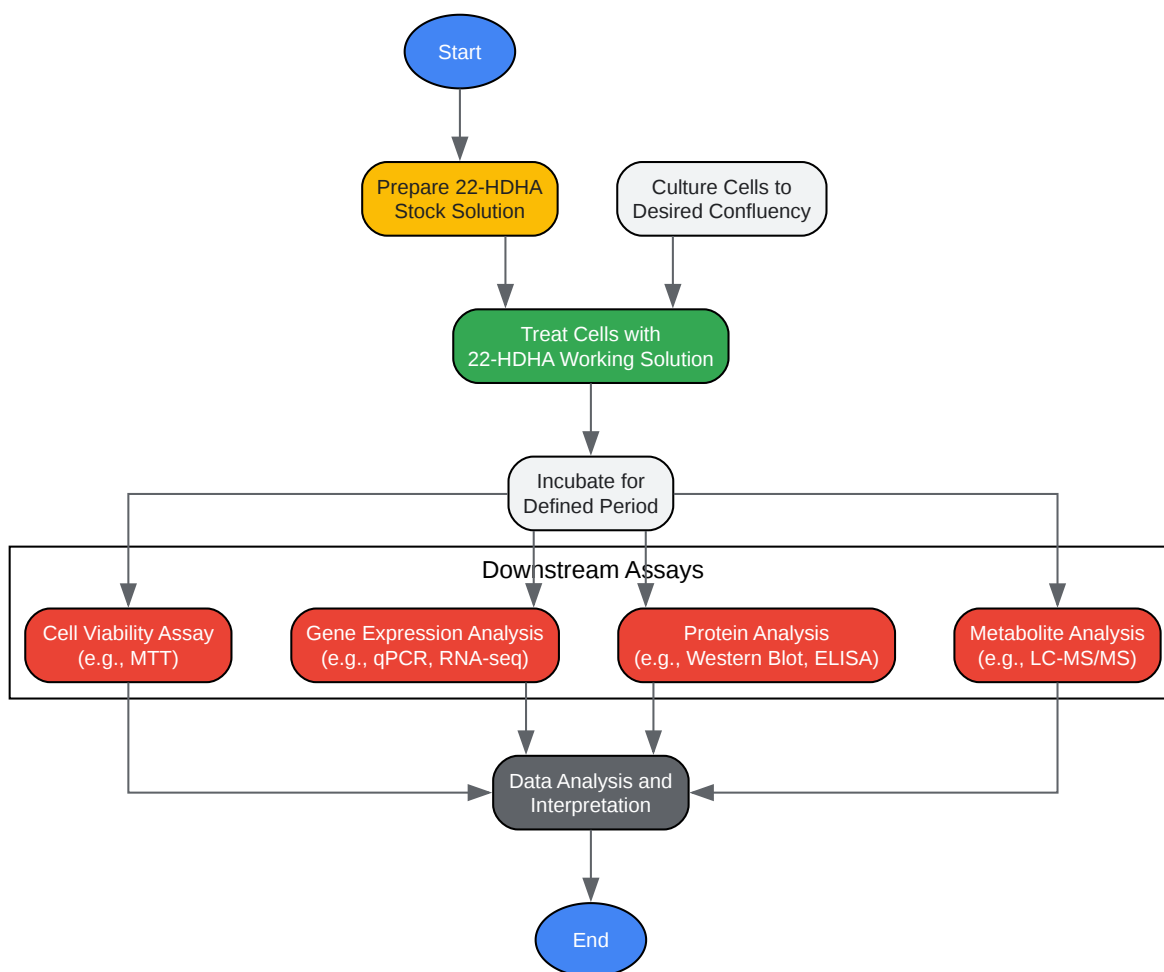 Start
Prepare 22-HDHA
Stock Solution
Culture Cells to
Desired Confluency
Treat Cells with
22-HDHA Working Solution
Incubate for
Defined Period
Downstream Assays
Cell Viability Assay
(e.g., MTT)
Gene Expression Analysis
(e.g., qPCR, RNA-seq)
Protein Analysis
(e.g., Western Blot, ELISA)
Metabolite Analysis
(e.g., LC-MS/MS)
Data Analysis and
Interpretation
End